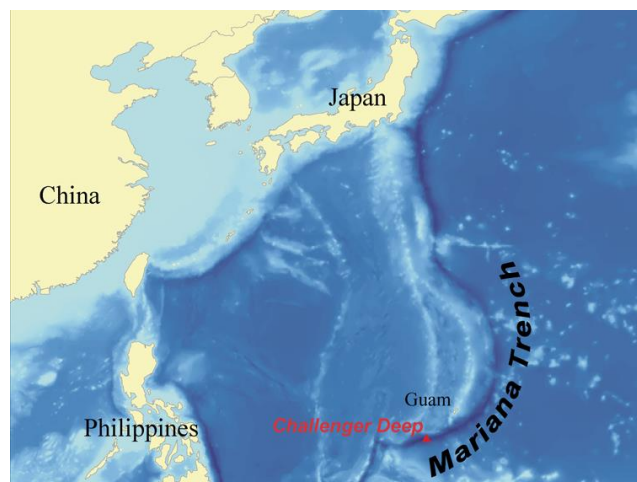 Japan
China
Mariana Trench
Guam
Challenger Deep
Philippines